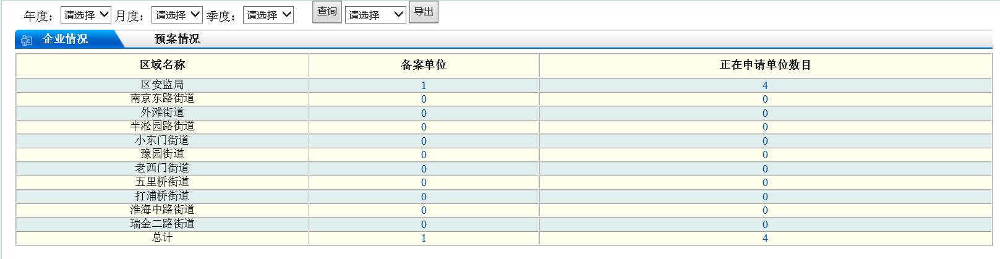 年度： 请选择 月度： 请选择 季度： 请选择 查询 请选择 导出
企业情况 预案情况
区域名称 备案单位 正在申请单位数目
区安监局 1 4
南京东路街道 0 0
外滩街道 0 0
半淞园路街道 0 0
小东门街道 0 0
豫园街道 0 0
老西门街道 0 0
五里桥街道 0 0
打浦桥街道 0 0
淮海中路街道 0 0
瑞金二路街道 0 0
总计 1 4